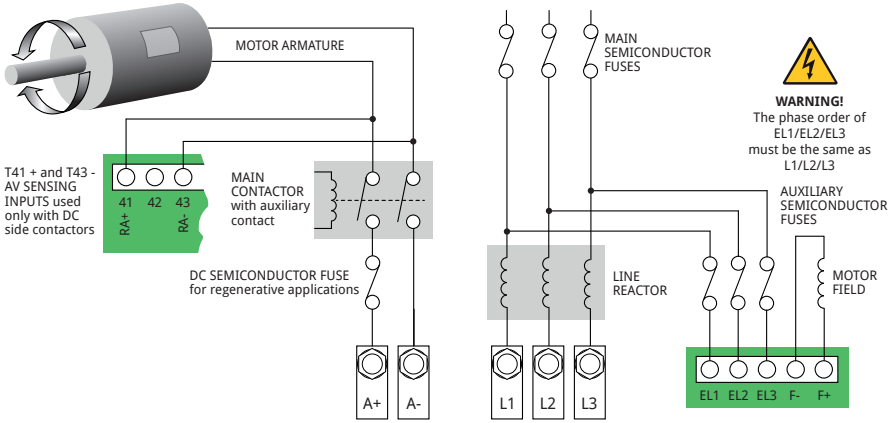 MOTOR ARMATURE
T41 + and T43 -
AV SENSING
INPUTS used
only with DC
side contactors
41 42 43
RA+ RA-
MAIN
CONTACTOR
with auxiliary
contact
DC SEMICONDUCTOR FUSE
for regenerative applications
A+ A-
MAIN
SEMICONDUCTOR
FUSES
WARNING!
The phase order of
EL1/EL2/EL3
must be the same as
L1/L2/L3
AUXILIARY
SEMICONDUCTOR
FUSES
LINE
REACTOR
MOTOR
FIELD
L1 L2 L3
EL1 EL2 EL3 F- F+